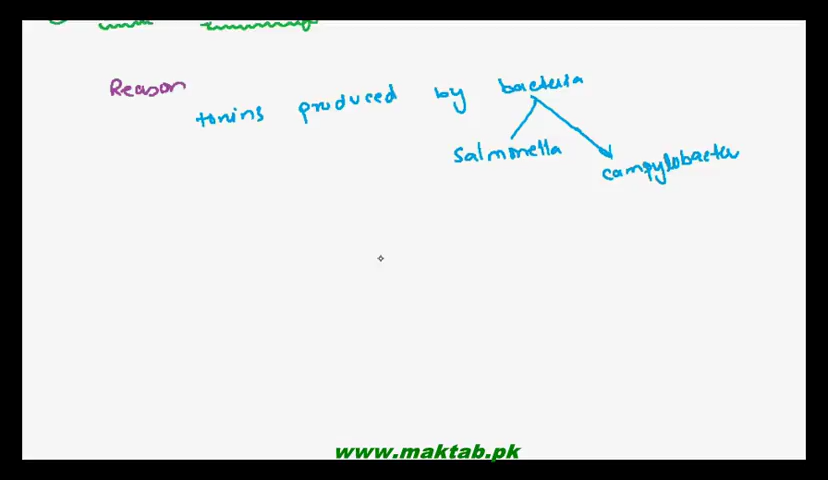 Reason
toxins produced by bacteria
Salmonella
campylobacter
www.maktab.pk